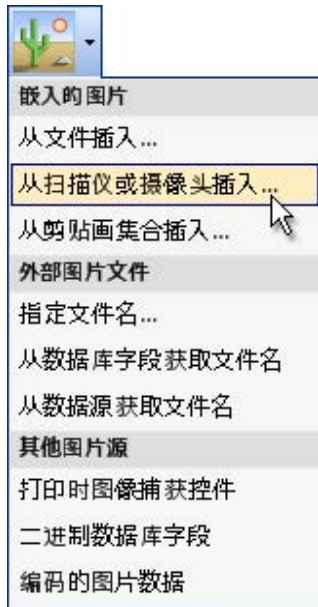 嵌入的图片
从文件插入...
从扫描仪或摄像头插入...
从剪贴画集合插入...
外部图片文件
指定文件名...
从数据库字段获取文件名
从数据源获取文件名
其他图片源
打印时图像捕获控件
二进制数据库字段
编码的图片数据